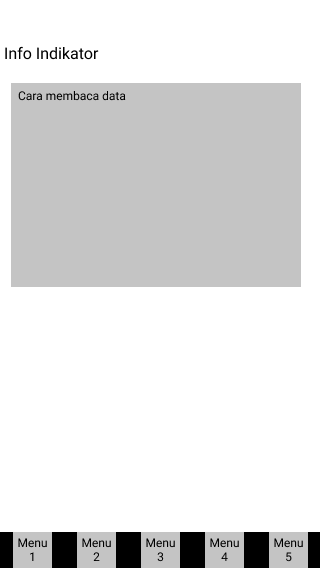 Info Indikator
Cara membaca data
Menu
1
Menu
2
Menu
3
Menu
4
Menu
5